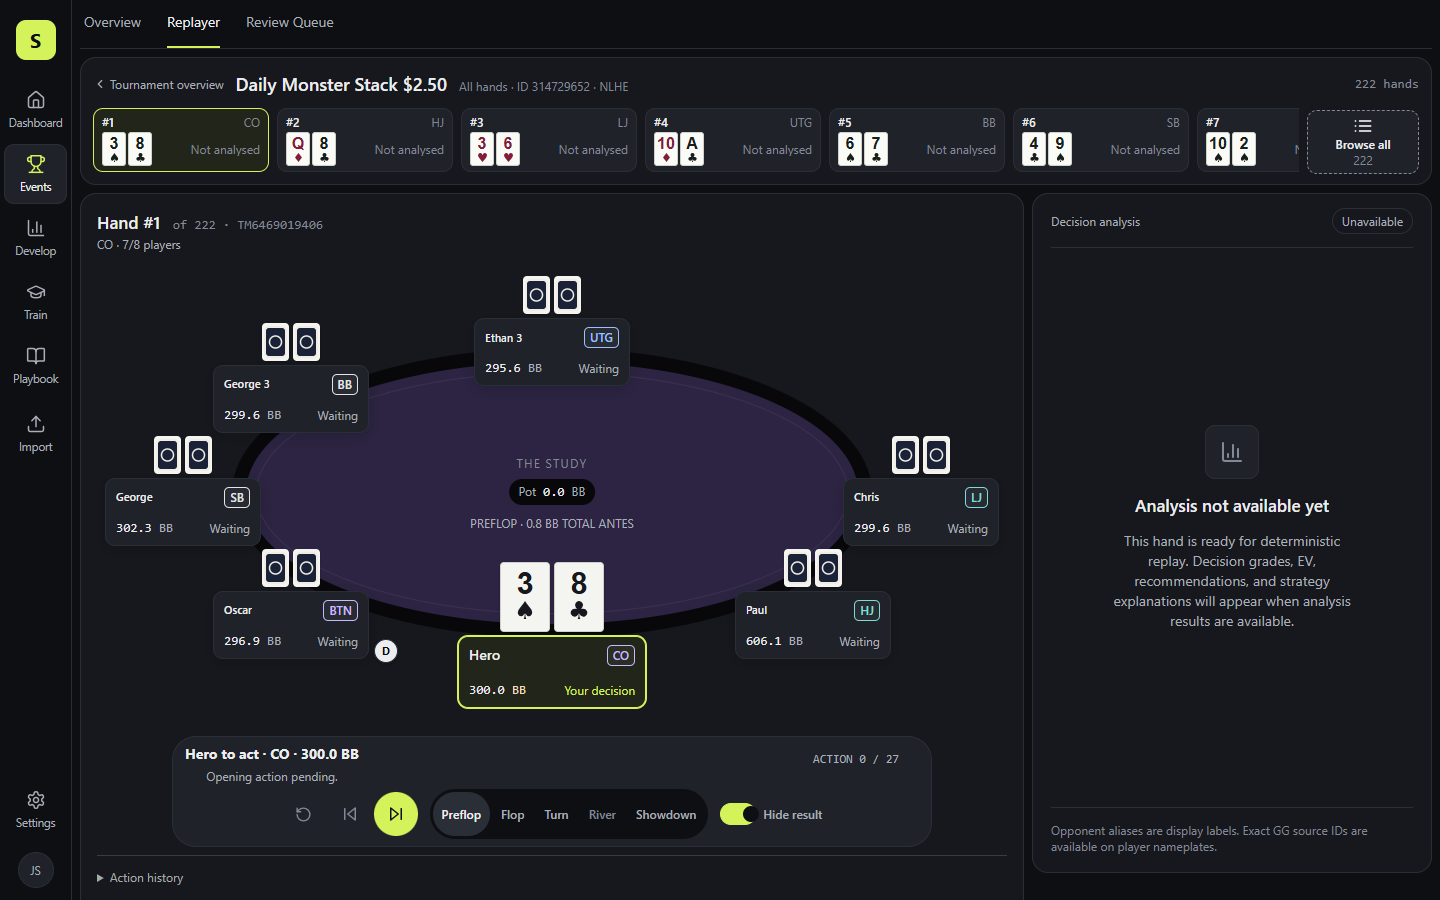 S
Dashboard
Events
Develop
Train
Playbook
Import
Settings
JS
Overview
Replayer
Review Queue
Tournament overview
Daily Monster Stack $2.50
All hands · ID 314729652 · NLHE
222 hands
#1 CO
3 8
Not analysed
#2 HJ
Q 8
Not analysed
#3 LJ
3 6
Not analysed
#4 UTG
10 A
Not analysed
#5 BB
6 7
Not analysed
#6 SB
4 9
Not analysed
#7
10 2
Browse all
222
Hand #1 of 222 · TM6469019406
CO · 7/8 players
Ethan 3 UTG
295.6 BB Waiting
George 3 BB
299.6 BB Waiting
George SB
302.3 BB Waiting
Chris LJ
299.6 BB Waiting
THE STUDY
Pot 0.0 BB
PREFLOP · 0.8 BB TOTAL ANTES
Oscar BTN
296.9 BB Waiting
D
3 8
Paul HJ
606.1 BB Waiting
Hero CO
300.0 BB Your decision
Hero to act · CO · 300.0 BB
ACTION 0 / 27
Opening action pending.
Preflop Flop Turn River Showdown
Hide result
Action history
Decision analysis
Unavailable
Analysis not available yet
This hand is ready for deterministic
replay. Decision grades, EV,
recommendations, and strategy
explanations will appear when analysis
results are available.
Opponent aliases are display labels. Exact GG source IDs are
available on player nameplates.